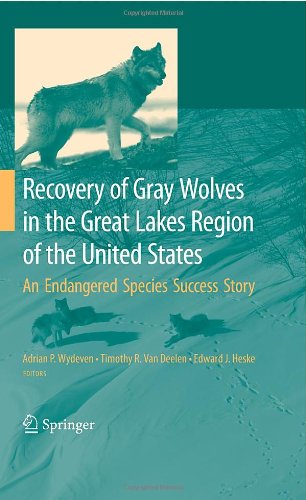 Recovery of Gray Wolves
in the Great Lakes Region
of the United States
An Endangered Species Success Story
Adrian P. Wydeven · Timothy R. Van Deelen · Edward J. Heske
EDITORS
Springer